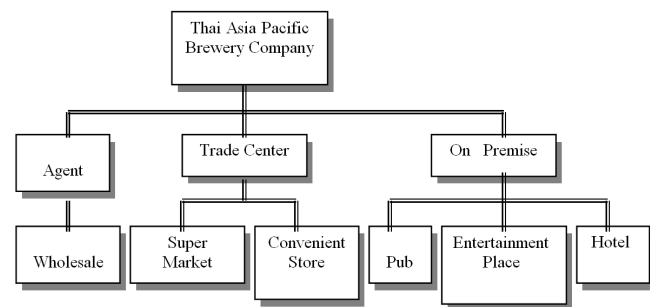 Thai Asia Pacific
Brewery Company
Agent
Trade Center
On Premise
Wholesale
Super
Market
Convenient
Store
Pub
Entertainment
Place
Hotel